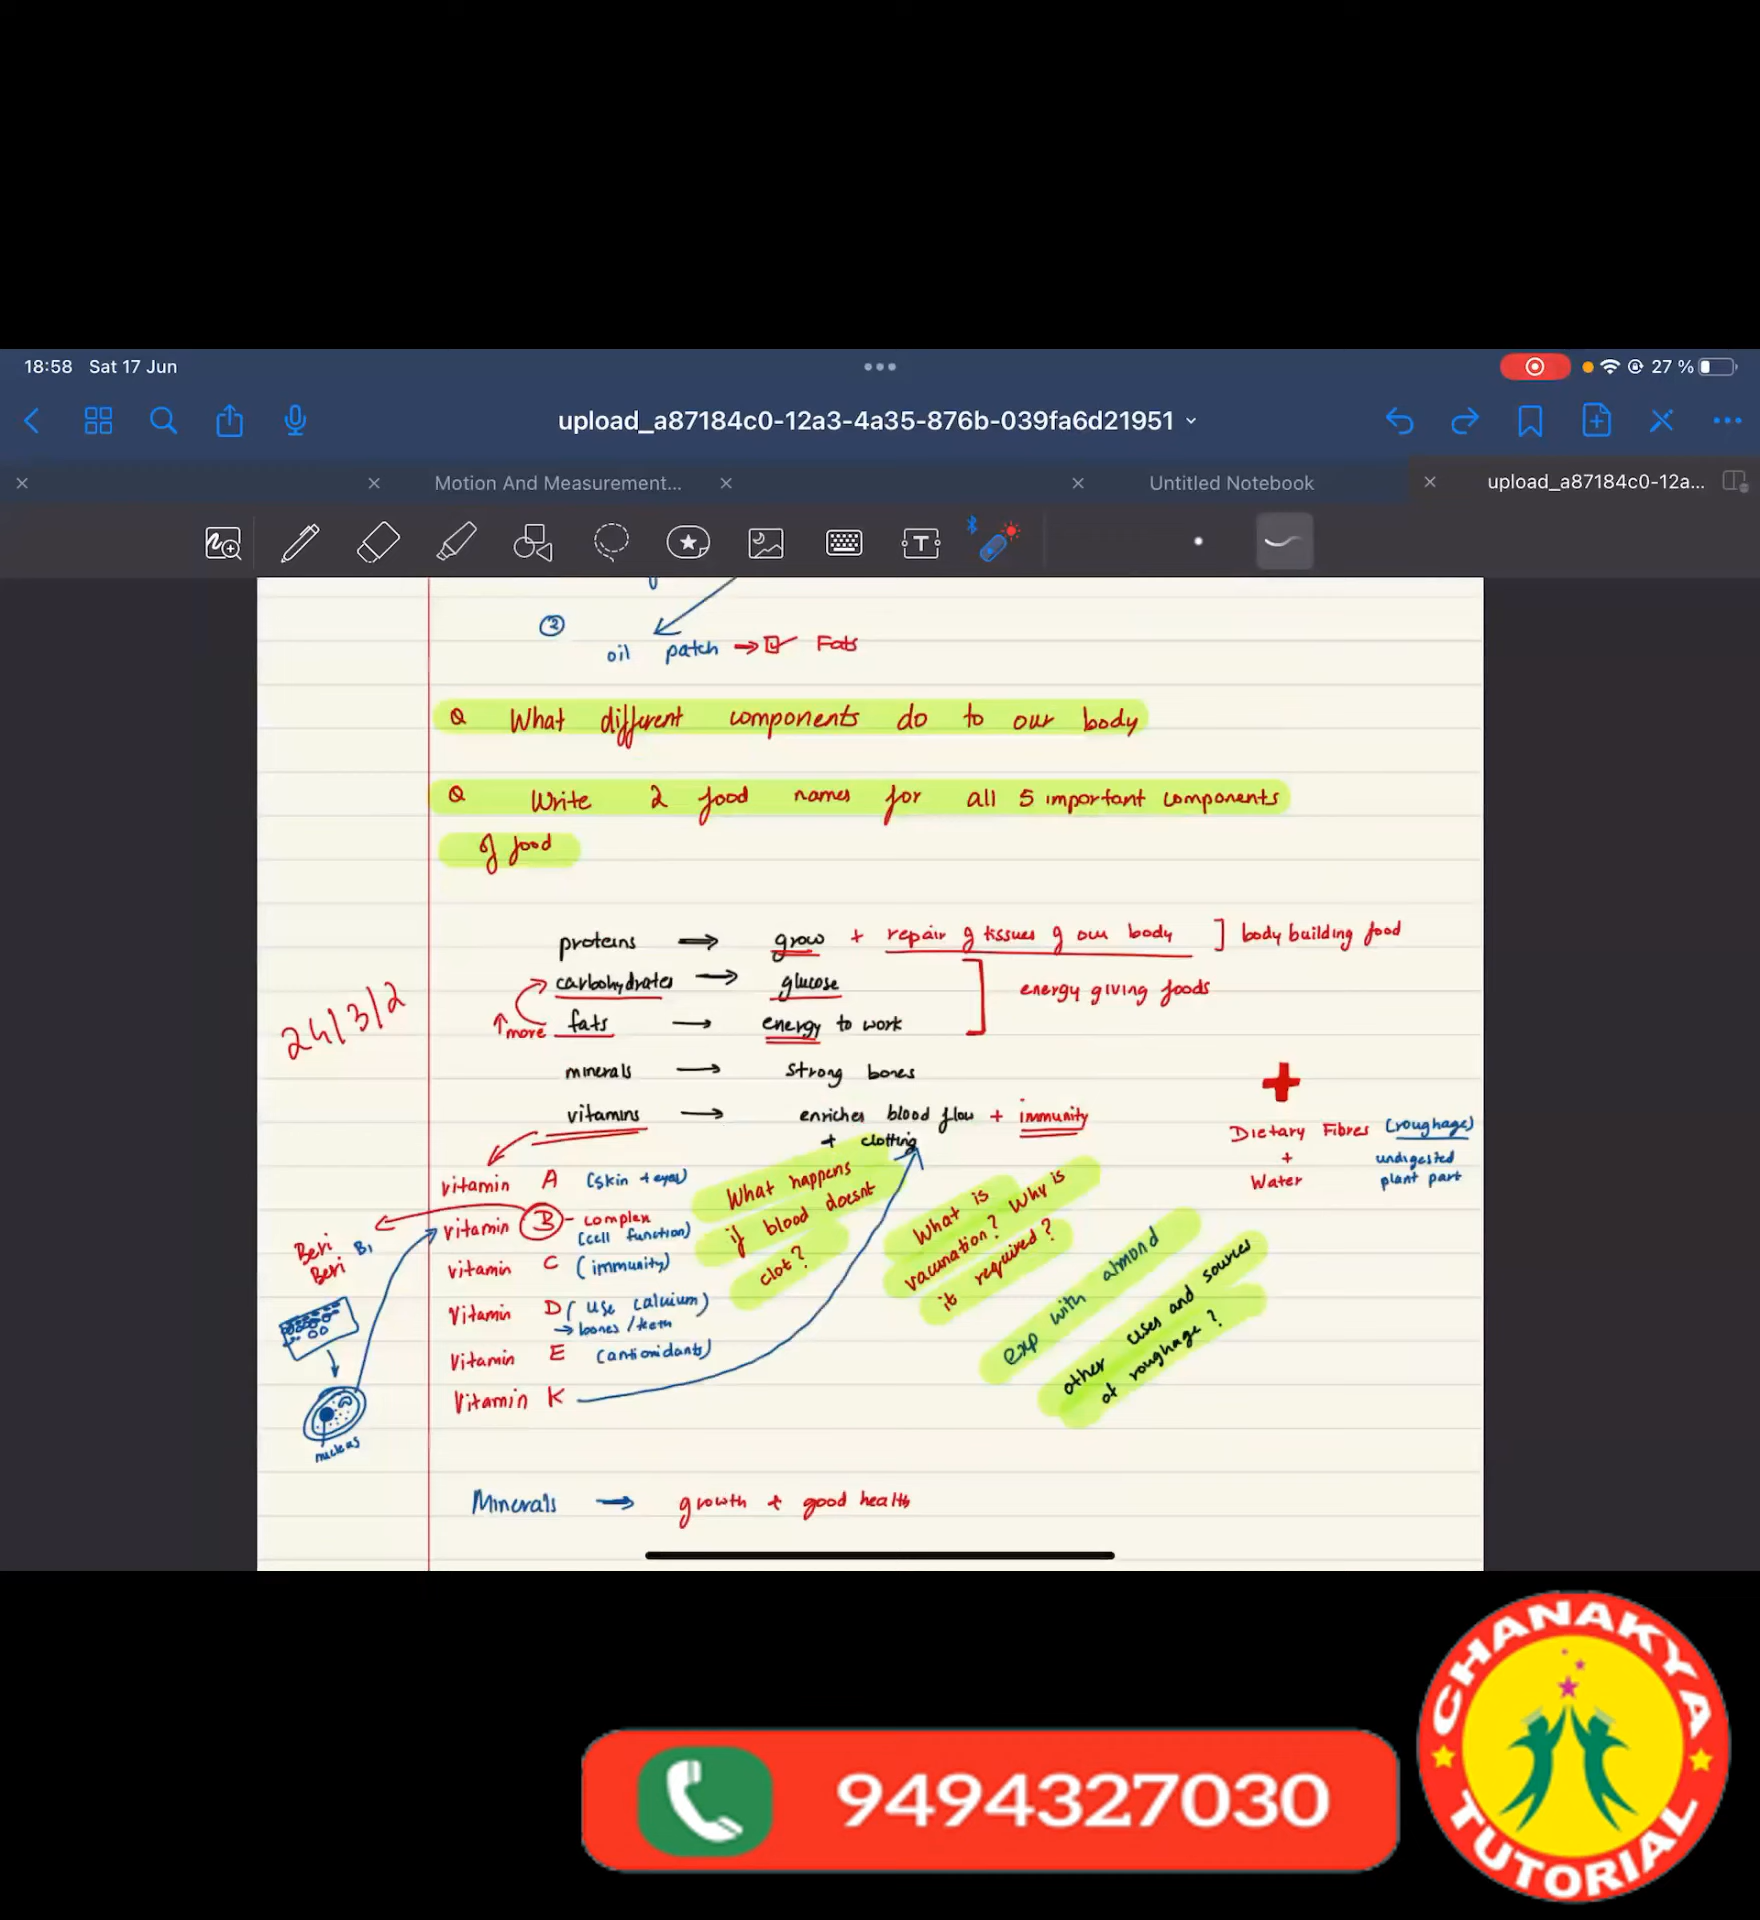 18:58 Sat 17 Jun
27 %
upload_a87184c0-12a3-4a35-876b-039fa6d21951
Motion And Measurement...
Untitled Notebook
upload_a87184c0-12a...
T
2
oil patch → Fats
Q What different components do to our body
Q Write 2 food names for all 5 important components
of food
proteins → grow + repair of tissues of our body ] body building food
carbohydrates → glucose
energy giving foods
↑ more fats → energy to work
24/3/2
minerals → strong bones
+
vitamins → enriches blood flow + immunity
+ clotting
Dietary Fibres (roughage)
+
Water
undigested
plant part
vitamin A (skin + eyes)
vitamin B - complex
(cell function)
Beri B1
Beri
vitamin C (immunity)
Vitamin D ( use calcium)
→ bones / teeth
Vitamin E (antioxidants)
Vitamin K
What happens
if blood doesnt
clot?
What is
vaccination? Why is
it required?
exp with almond
other uses and sources
of roughage?
nucleas
Minerals → growth + good health
9494327030
CHANAKYA
TUTORIAL